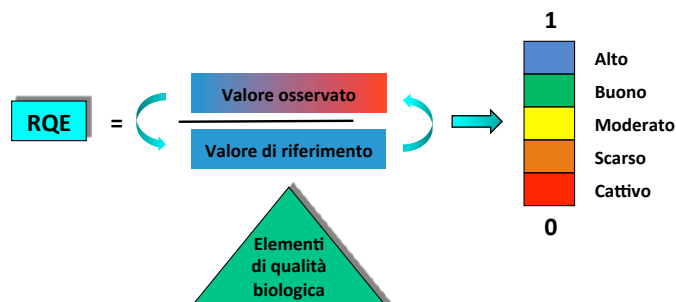 RQE
=
Valore osservato
Valore di riferimento
Elementi
di qualità
biologica
1
Alto
Buono
Moderato
Scarso
Cattivo
0